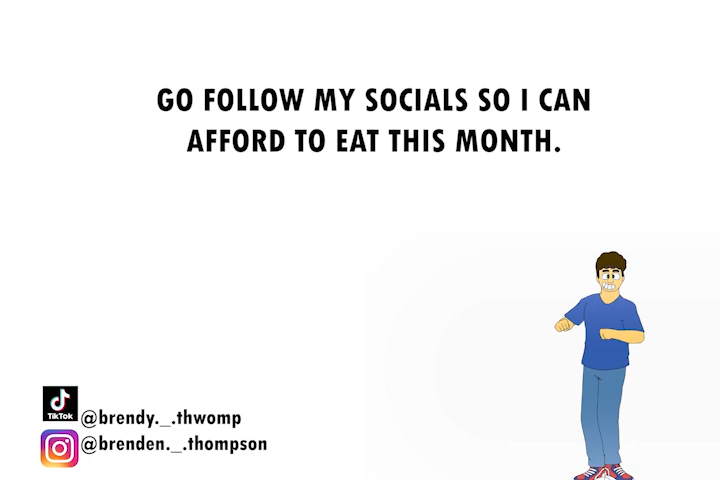 GO FOLLOW MY SOCIALS SO I CAN
AFFORD TO EAT THIS MONTH.
TikTok
@brendy._.thwomp
@brenden._.thompson